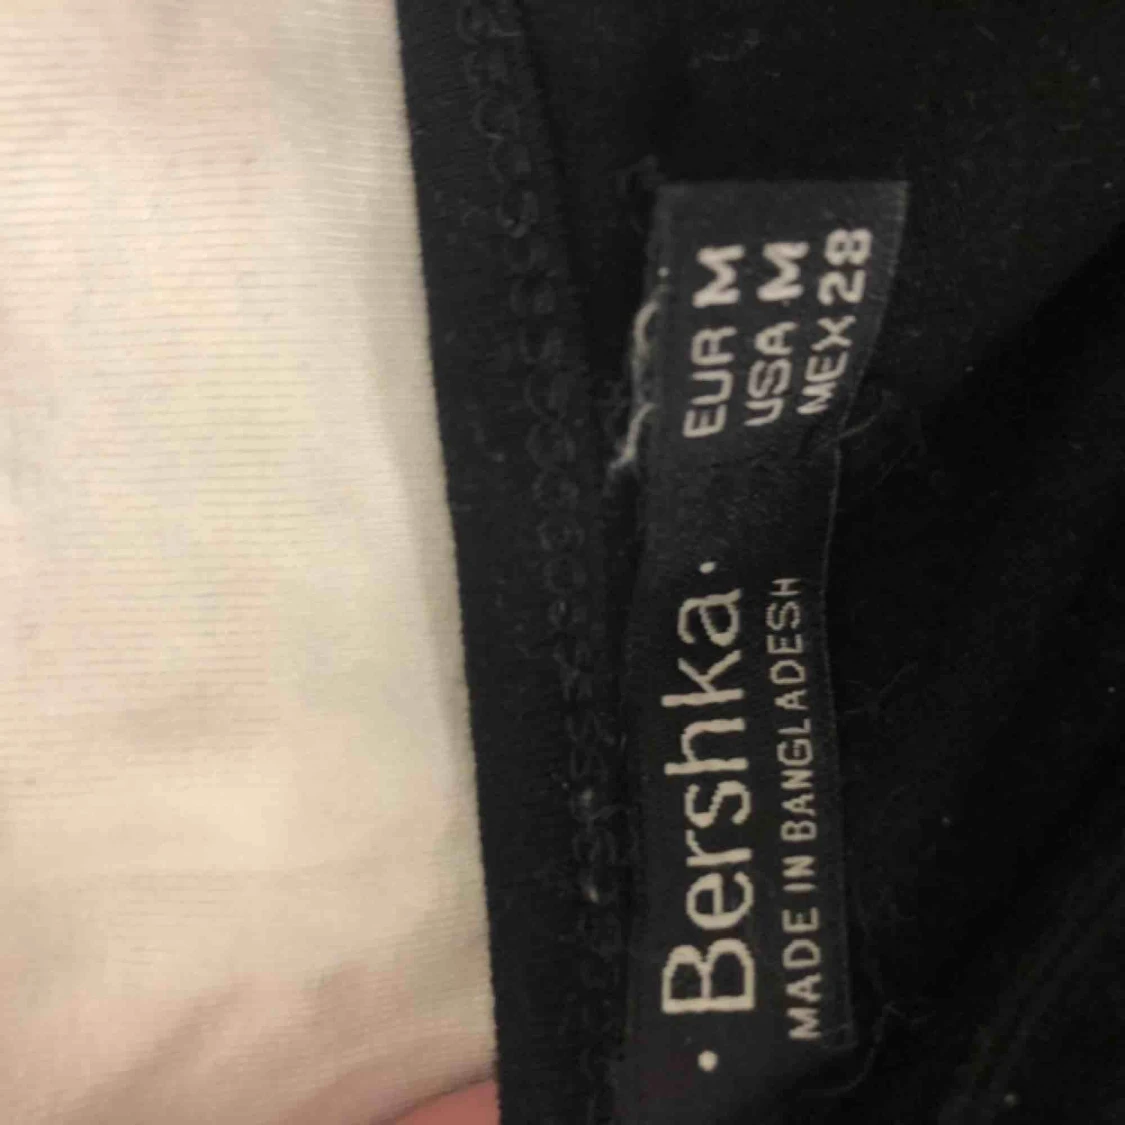 · Bershka ·
MADE IN BANGLADESH
EUR M
USA M
MEX 28